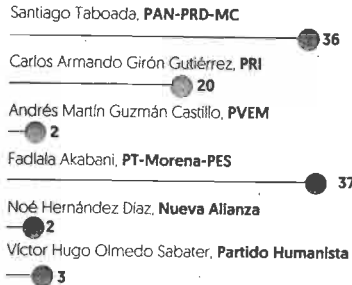 Santiago Taboada, PAN-PRD-MC
36
Carlos Armando Girón Gutiérrez, PRI
20
Andrés Martín Guzmán Castillo, PVEM
2
Fadlala Akabani, PT-Morena-PES
37
Noé Hernández Díaz, Nueva Alianza
2
Víctor Hugo Olmedo Sabater, Partido Humanista
3